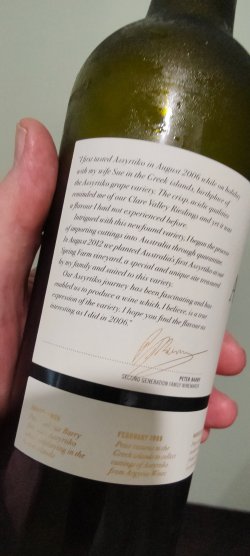 "I first tasted Assyrtiko in August 2006 while on holiday
with my wife Sue in the Greek islands, birthplace of
the Assyrtiko grape variety. The crisp, acidic qualities
reminded me of our Clare Valley Rieslings and yet it was
a flavour I had not experienced before.
Intrigued with this new found variety, I began the process
of importing cuttings into Australia through quarantine.
In August 2012 we planted Australia's first Assyrtiko in our
Spring Farm vineyard, a special and unique site treasured
by my family and suited to this variety.
Our Assyrtiko journey has been fascinating and has
enabled us to produce a wine which, I believe, is a true
expression of the variety. I hope you find the flavour as
interesting as I did in 2006."
PETER BARRY
SECOND GENERATION FAMILY WINEMAKER
Barry
Assyrtiko
in the
FEBRUARY 2008
Peter returns to the
Greek islands to collect
cuttings of Assyrtiko
from Argyros Wines